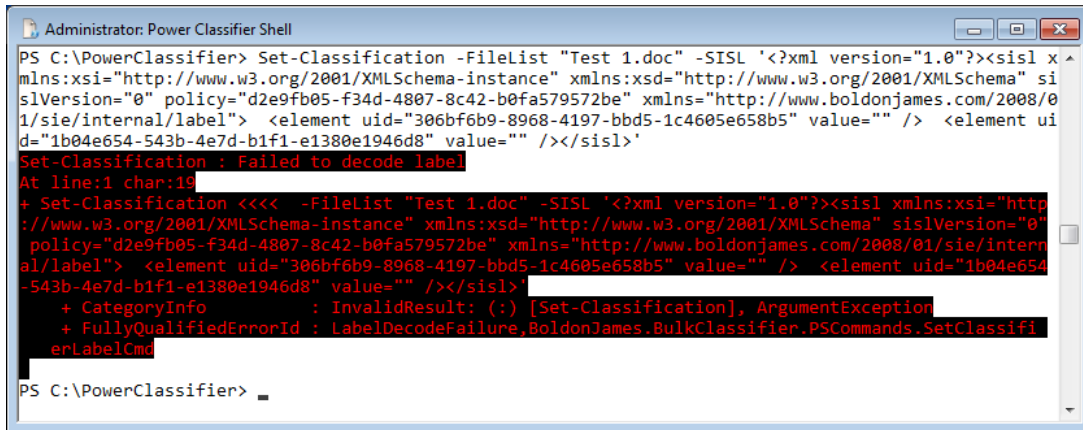 Administrator: Power Classifier Shell
PS C:\PowerClassifier> Set-Classification -FileList "Test 1.doc" -SISL '<?xml version="1.0"?><sisl x
mlns:xsi="http://www.w3.org/2001/XMLSchema-instance" xmlns:xsd="http://www.w3.org/2001/XMLSchema" si
slVersion="0" policy="d2e9fb05-f34d-4807-8c42-b0fa579572be" xmlns="http://www.boldonjames.com/2008/0
1/sie/internal/label">  <element uid="306bf6b9-8968-4197-bbd5-1c4605e658b5" value="" />  <element ui
d="1b04e654-543b-4e7d-b1f1-e1380e1946d8" value="" /></sisl>'
Set-Classification : Failed to decode label
At line:1 char:19
+ Set-Classification <<<<  -FileList "Test 1.doc" -SISL '<?xml version="1.0"?><sisl xmlns:xsi="http
://www.w3.org/2001/XMLSchema-instance" xmlns:xsd="http://www.w3.org/2001/XMLSchema" sislVersion="0"
 policy="d2e9fb05-f34d-4807-8c42-b0fa579572be" xmlns="http://www.boldonjames.com/2008/01/sie/intern
al/label">  <element uid="306bf6b9-8968-4197-bbd5-1c4605e658b5" value="" />  <element uid="1b04e654
-543b-4e7d-b1f1-e1380e1946d8" value="" /></sisl>'
    + CategoryInfo          : InvalidResult: (:) [Set-Classification], ArgumentException
    + FullyQualifiedErrorId : LabelDecodeFailure,BoldonJames.BulkClassifier.PSCommands.SetClassifi
   erLabelCmd
PS C:\PowerClassifier> _